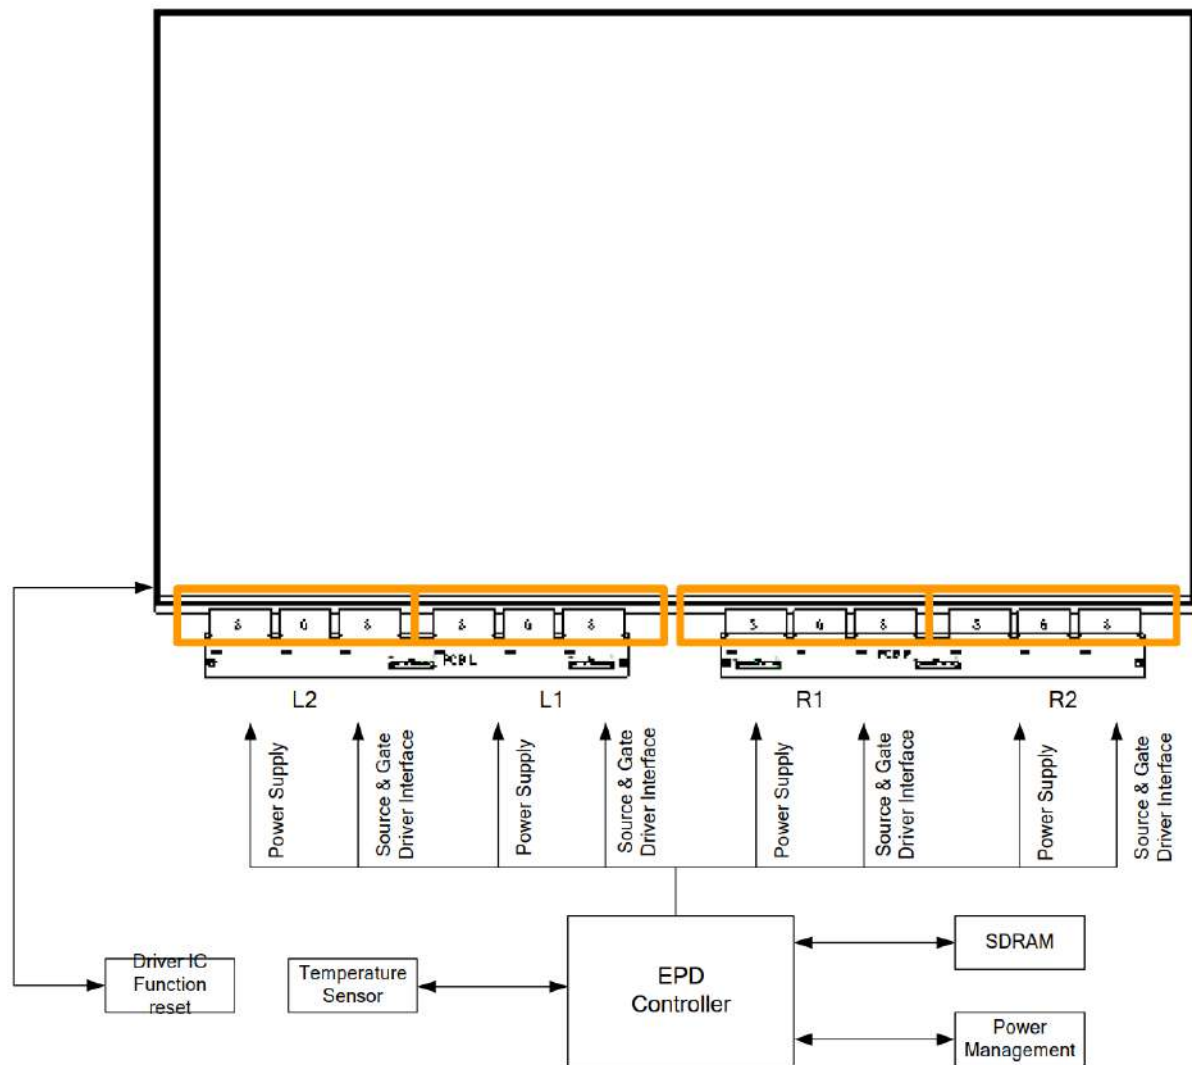 PCB L
L2
L1
R1
R2
Power Supply
Source & Gate
Driver Interface
Power Supply
Source & Gate
Driver Interface
Power Supply
Source & Gate
Driver Interface
Power Supply
Source & Gate
Driver Interface
Driver IC
Function
reset
Temperature
Sensor
EPD
Controller
SDRAM
Power
Management